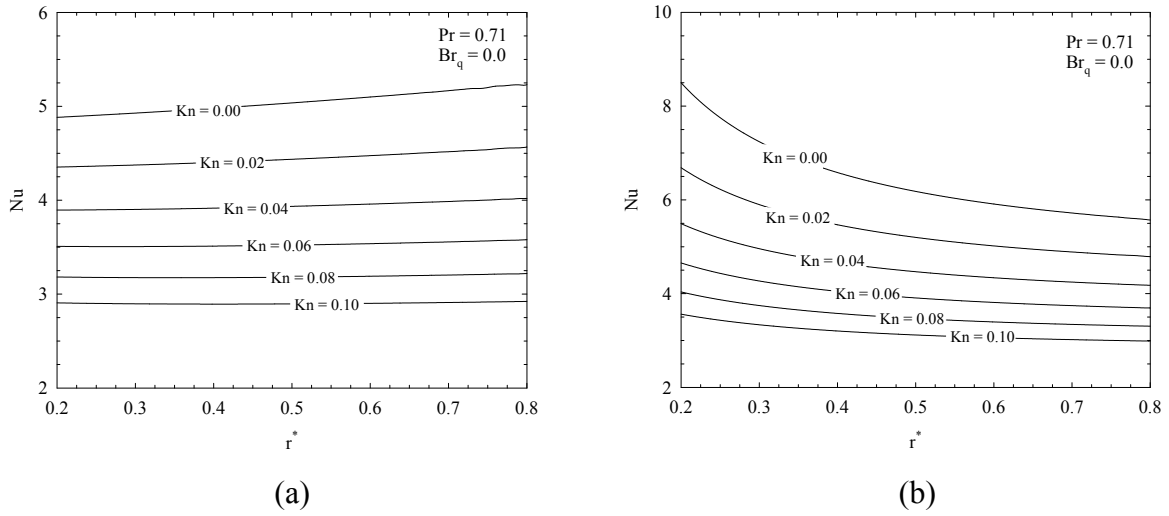 6
5
4
3
2
Nu
Pr = 0.71
Br_q = 0.0
Kn = 0.00
Kn = 0.02
Kn = 0.04
Kn = 0.06
Kn = 0.08
Kn = 0.10
0.2 0.3 0.4 0.5 0.6 0.7 0.8
r*
(a)
10
8
6
4
2
Nu
Pr = 0.71
Br_q = 0.0
Kn = 0.00
Kn = 0.02
Kn = 0.04
Kn = 0.06
Kn = 0.08
Kn = 0.10
0.2 0.3 0.4 0.5 0.6 0.7 0.8
r*
(b)